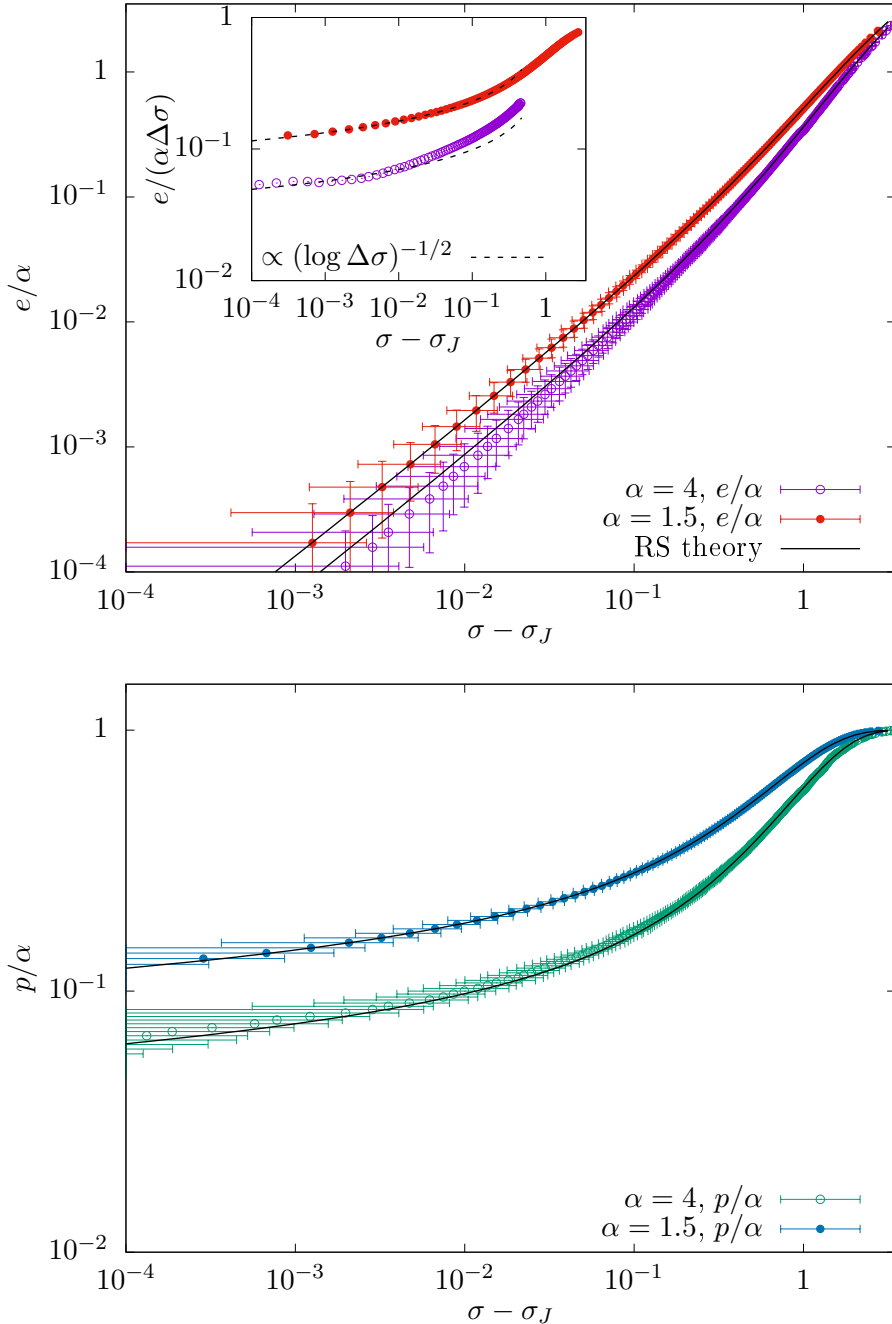 1
10⁻¹
10⁻²
10⁻³
10⁻⁴
e/α
10⁻⁴ 10⁻³ 10⁻² 10⁻¹ 1
σ − σ_J
1
10⁻¹
10⁻²
e/(αΔσ)
∝ (log Δσ)^{−1/2}
10⁻⁴ 10⁻³ 10⁻² 10⁻¹ 1
σ − σ_J
α = 4, e/α
α = 1.5, e/α
RS theory
1
10⁻¹
10⁻²
p/α
α = 4, p/α
α = 1.5, p/α
10⁻⁴ 10⁻³ 10⁻² 10⁻¹ 1
σ − σ_J